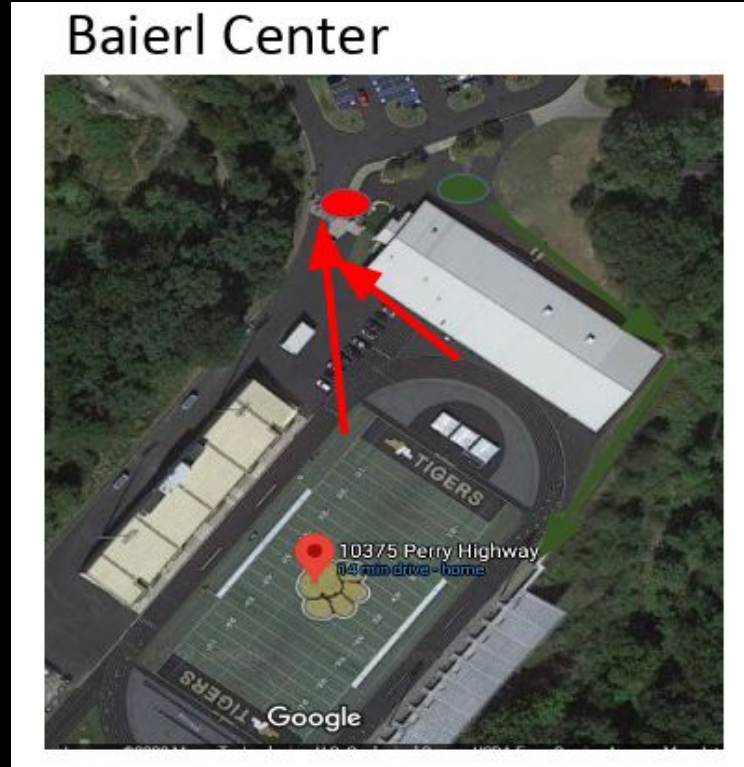 Baierl Center
TIGERS
10375 Perry Highway
14 min drive - home
TIGERS
Google